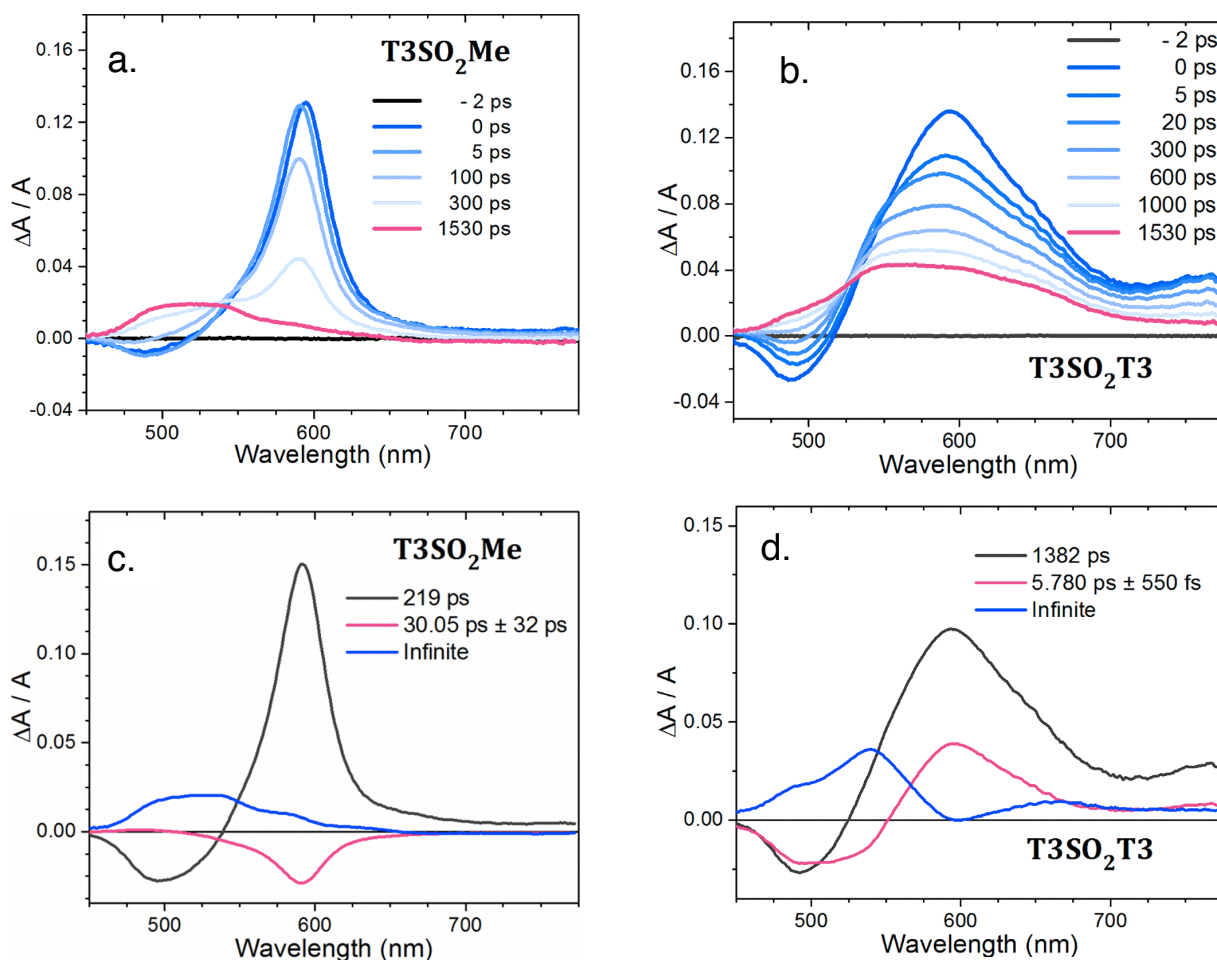 a.
T3SO2Me
- 2 ps
0 ps
5 ps
100 ps
300 ps
1530 ps
0.16
0.12
0.08
0.04
0.00
-0.04
ΔA / A
500
600
700
Wavelength (nm)
b.
- 2 ps
0 ps
5 ps
20 ps
300 ps
600 ps
1000 ps
1530 ps
0.16
0.12
0.08
0.04
0.00
-0.04
ΔA / A
T3SO2T3
500
600
700
Wavelength (nm)
c.
T3SO2Me
219 ps
30.05 ps ± 32 ps
Infinite
0.15
0.10
0.05
0.00
ΔA / A
500
600
700
Wavelength (nm)
d.
1382 ps
5.780 ps ± 550 fs
Infinite
0.15
0.10
0.05
0.00
ΔA / A
T3SO2T3
500
600
700
Wavelength (nm)